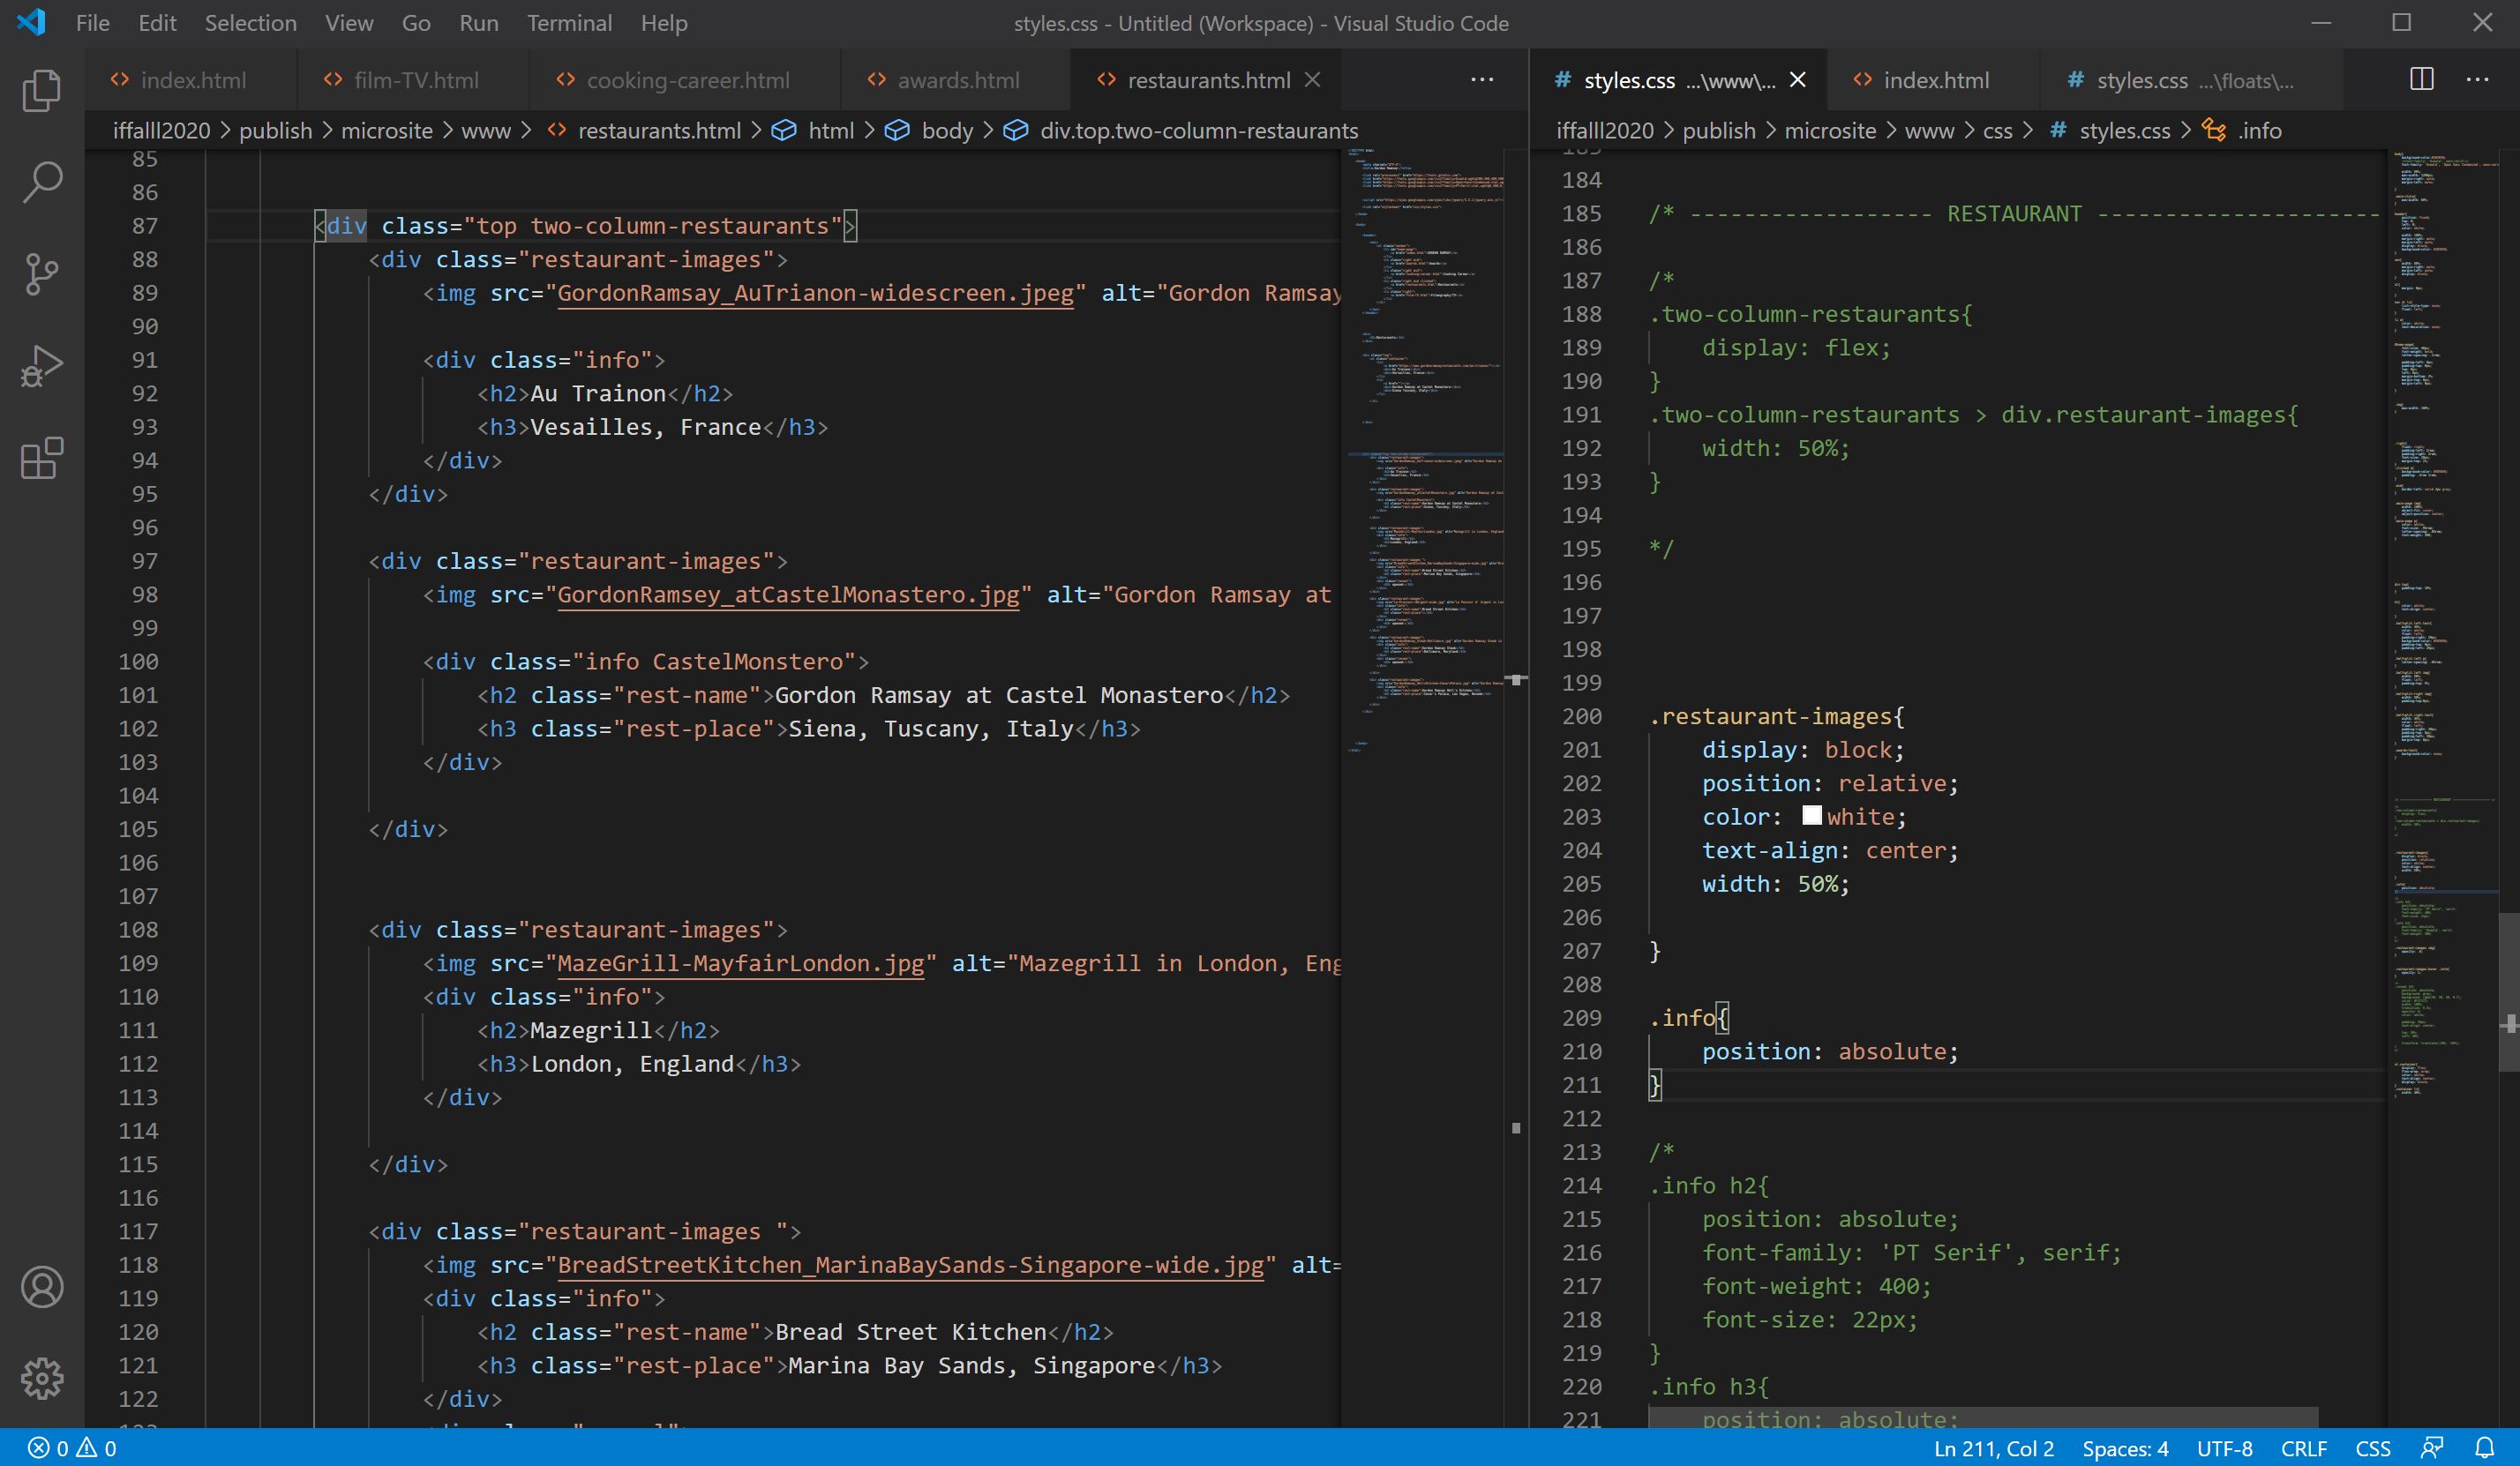 File Edit Selection View Go Run Terminal Help
styles.css - Untitled (Workspace) - Visual Studio Code
index.html film-TV.html cooking-career.html awards.html restaurants.html
iffalll2020 > publish > microsite > www > restaurants.html > html > body > div.top.two-column-restaurants
85
86
87 <div class="top two-column-restaurants">
88 <div class="restaurant-images">
89 <img src="GordonRamsay_AuTrianon-widescreen.jpeg" alt="Gordon Ramsay
90
91 <div class="info">
92 <h2>Au Trainon</h2>
93 <h3>Vesailles, France</h3>
94 </div>
95 </div>
96
97 <div class="restaurant-images">
98 <img src="GordonRamsey_atCastelMonastero.jpg" alt="Gordon Ramsay at
99
100 <div class="info CastelMonstero">
101 <h2 class="rest-name">Gordon Ramsay at Castel Monastero</h2>
102 <h3 class="rest-place">Siena, Tuscany, Italy</h3>
103 </div>
104
105 </div>
106
107
108 <div class="restaurant-images">
109 <img src="MazeGrill-MayfairLondon.jpg" alt="Mazegrill in London, Eng
110 <div class="info">
111 <h2>Mazegrill</h2>
112 <h3>London, England</h3>
113 </div>
114
115 </div>
116
117 <div class="restaurant-images ">
118 <img src="BreadStreetKitchen_MarinaBaySands-Singapore-wide.jpg" alt=
119 <div class="info">
120 <h2 class="rest-name">Bread Street Kitchen</h2>
121 <h3 class="rest-place">Marina Bay Sands, Singapore</h3>
122 </div>
styles.css ...\www\... index.html styles.css ...\floats\...
iffalll2020 > publish > microsite > www > css > styles.css > .info
184
185 /* ------------------ RESTAURANT ---------------------
186
187 /*
188 .two-column-restaurants{
189 display: flex;
190 }
191 .two-column-restaurants > div.restaurant-images{
192 width: 50%;
193 }
194
195 */
196
197
198
199
200 .restaurant-images{
201 display: block;
202 position: relative;
203 color: white;
204 text-align: center;
205 width: 50%;
206
207 }
208
209 .info{
210 position: absolute;
211 }
212
213 /*
214 .info h2{
215 position: absolute;
216 font-family: 'PT Serif', serif;
217 font-weight: 400;
218 font-size: 22px;
219 }
220 .info h3{
221 position: absolute;
0 0
Ln 211, Col 2 Spaces: 4 UTF-8 CRLF CSS